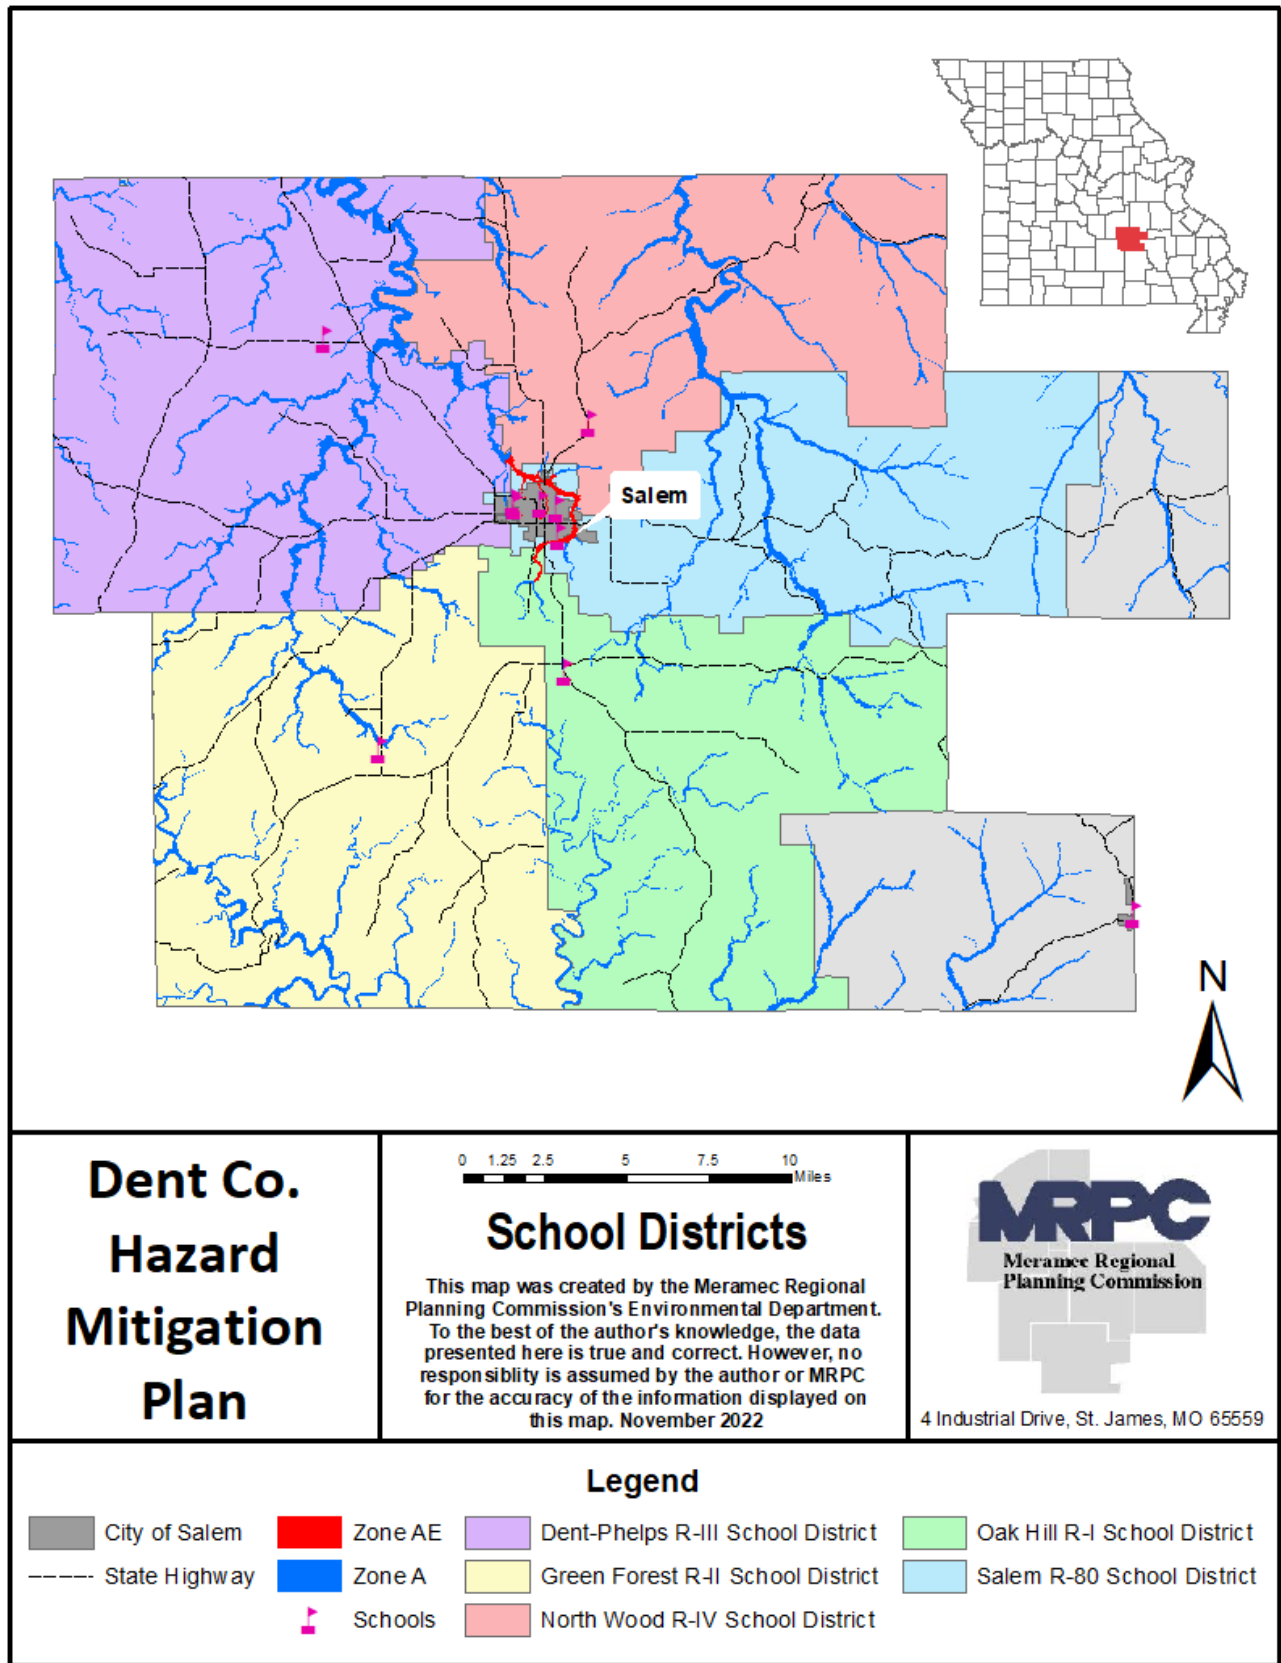 Salem
N
Dent Co.
Hazard
Mitigation
Plan
0 1.25 2.5 5 7.5 10
Miles
School Districts
This map was created by the Meramec Regional
Planning Commission's Environmental Department.
To the best of the author's knowledge, the data
presented here is true and correct. However, no
responsiblity is assumed by the author or MRPC
for the accuracy of the information displayed on
this map. November 2022
MRPC
Meramec Regional
Planning Commission
4 Industrial Drive, St. James, MO 65559
Legend
City of Salem
State Highway
Zone AE
Zone A
Schools
Dent-Phelps R-III School District
Green Forest R-II School District
North Wood R-IV School District
Oak Hill R-I School District
Salem R-80 School District